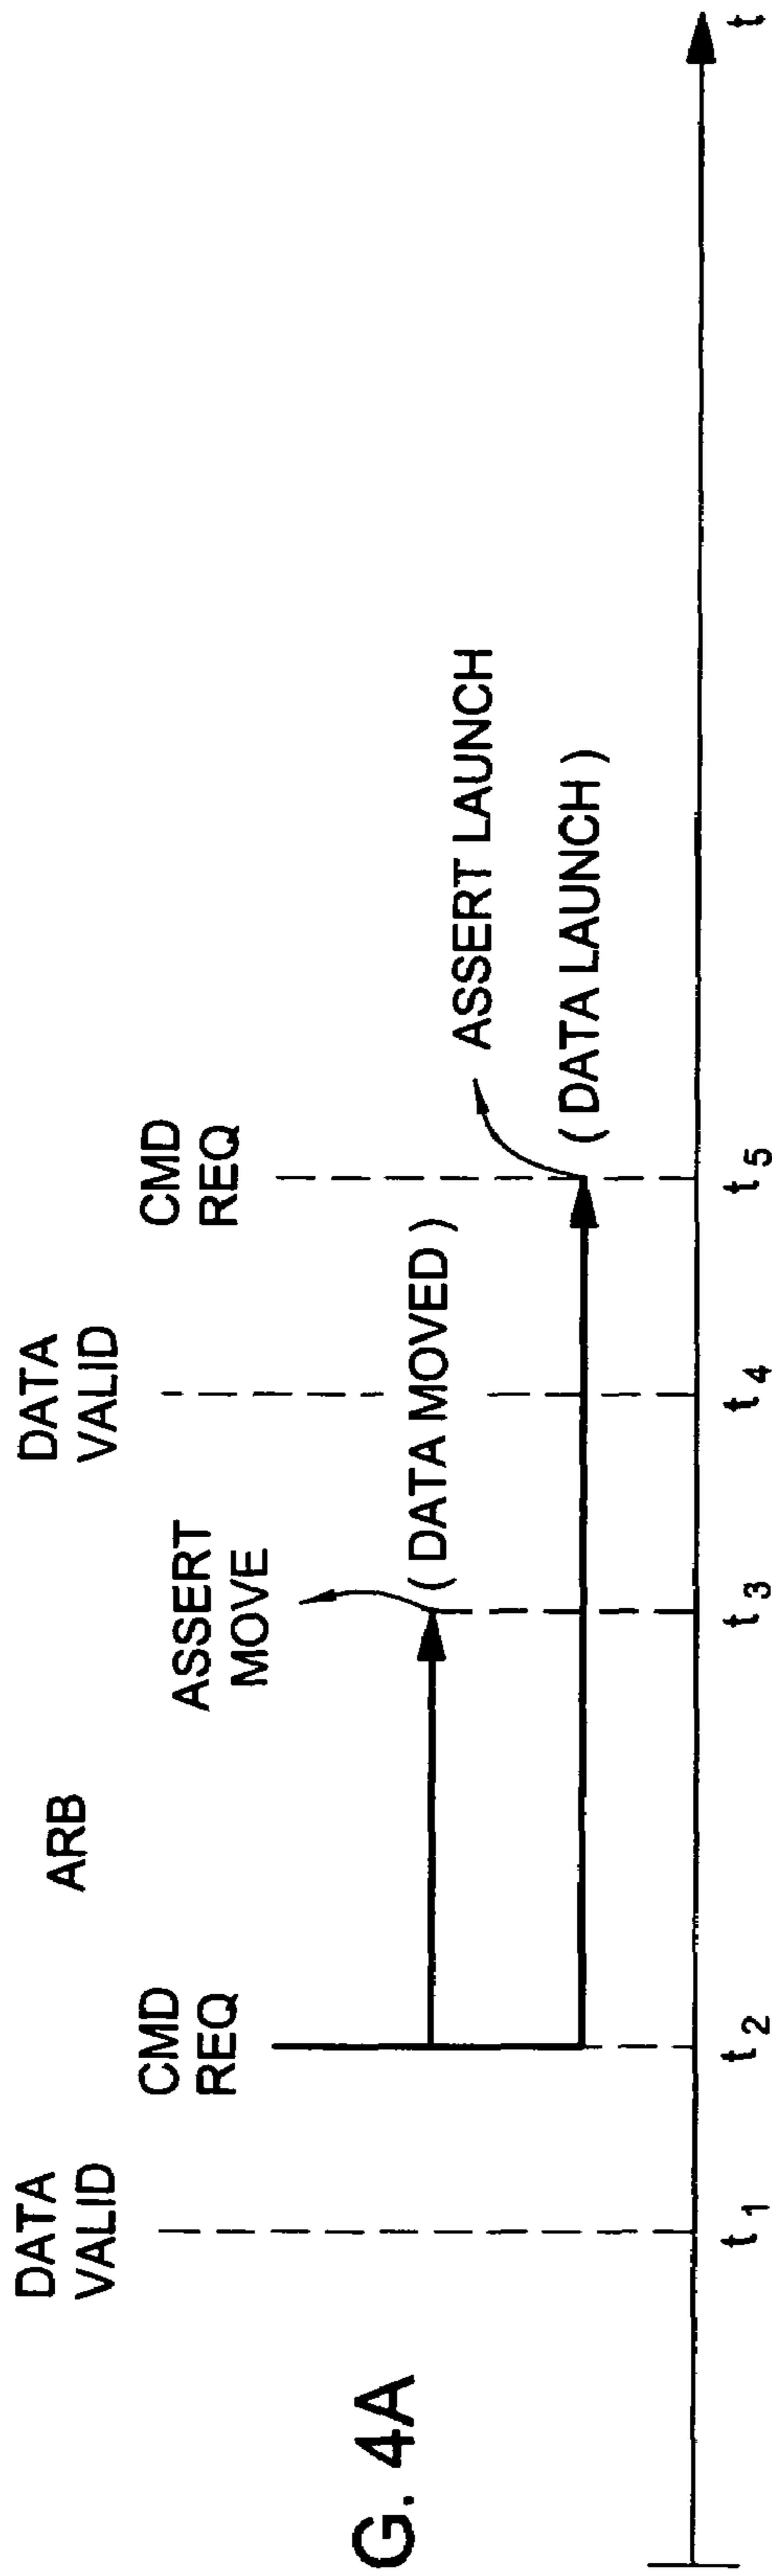 G. 4A
DATA
VALID
CMD
REQ
ARB
ASSERT
MOVE
( DATA MOVED )
DATA
VALID
CMD
REQ
ASSERT LAUNCH
( DATA LAUNCH )
t1
t2
t3
t4
t5
t